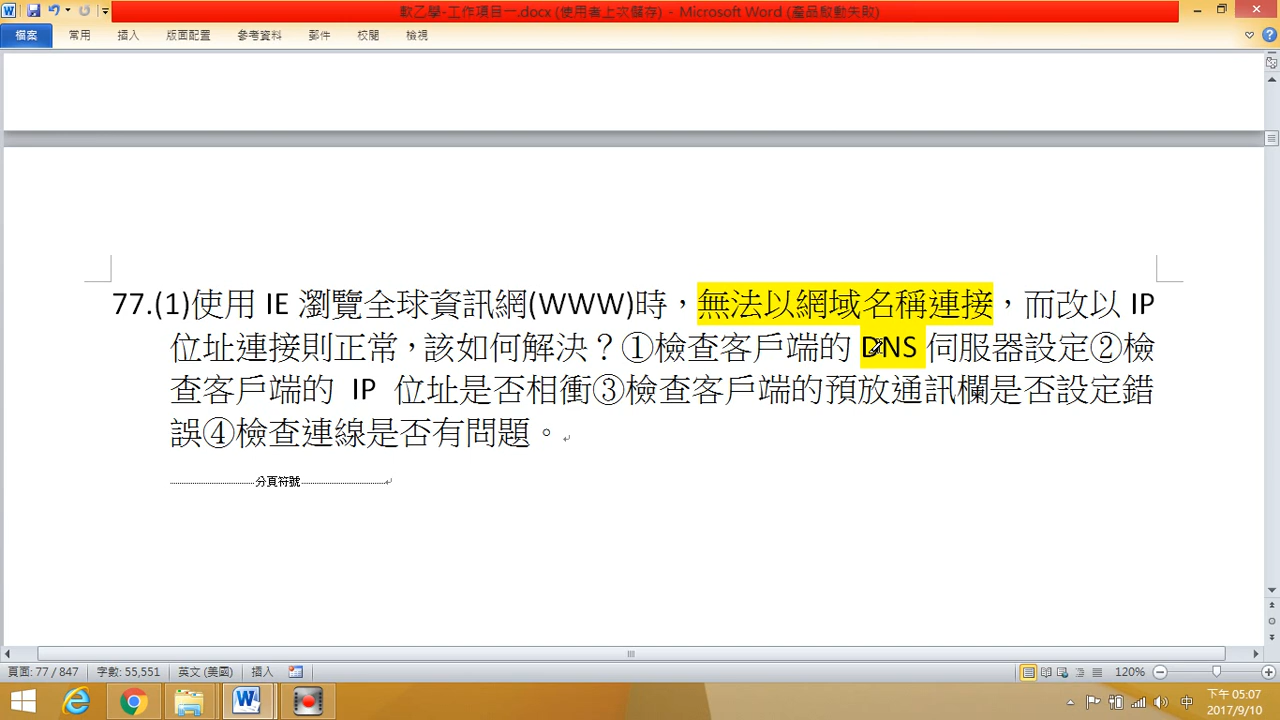 軟乙學-工作項目一.docx (使用者上次儲存) - Microsoft Word (產品啟動失敗)
檔案 常用 插入 版面配置 參考資料 郵件 校閱 檢視
77.(1)使用 IE 瀏覽全球資訊網(WWW)時，無法以網域名稱連接，而改以 IP
位址連接則正常，該如何解決？①檢查客戶端的 DNS 伺服器設定②檢
查客戶端的 IP 位址是否相衝③檢查客戶端的預放通訊欄是否設定錯
誤④檢查連線是否有問題。
分頁符號
頁面: 77 / 847 字數: 55,551 英文 (美國) 插入 120%
中 下午 05:07
2017/9/10